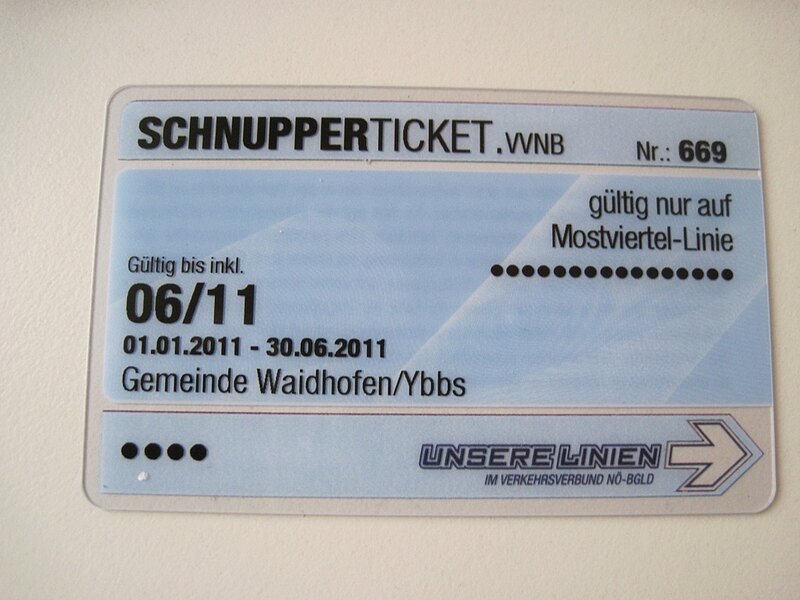 SCHNUPPERTICKET.VVNB
Nr.: 669
gültig nur auf
Mostviertel-Linie
••••••••••••••••
Gültig bis inkl.
06/11
01.01.2011 - 30.06.2011
Gemeinde Waidhofen/Ybbs
••••
UNSERE LINIEN
IM VERKEHRSVERBUND NÖ-BGLD